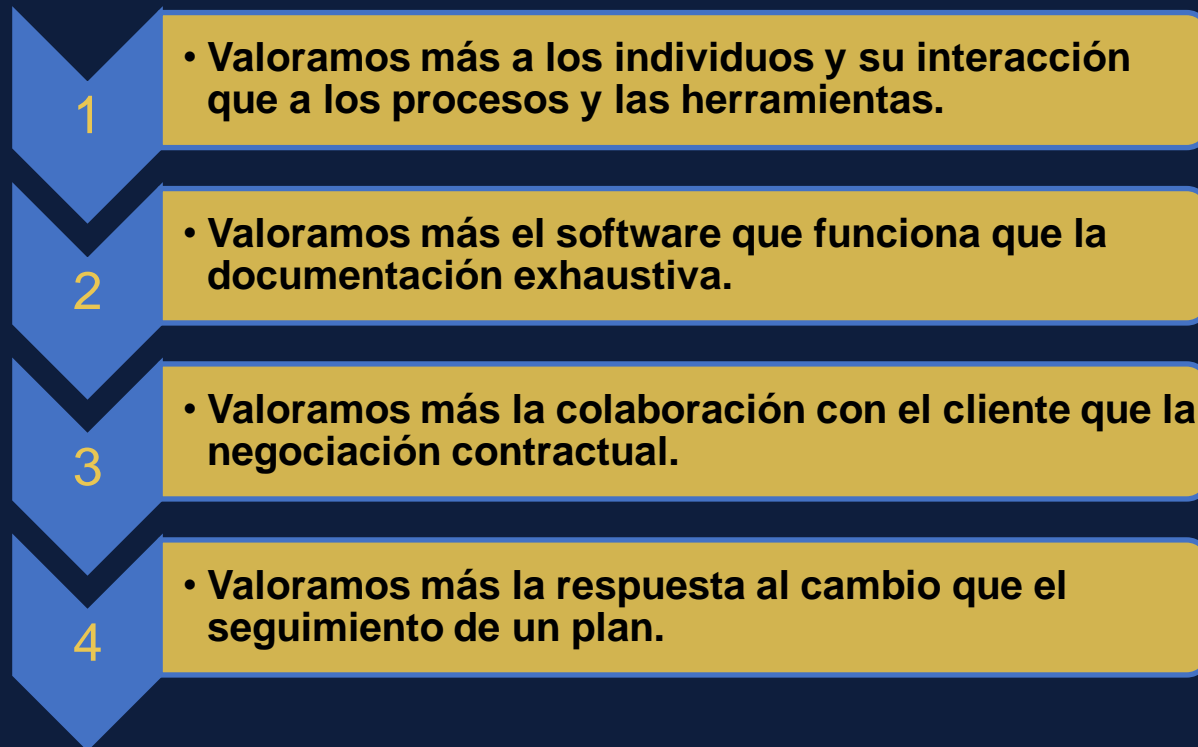 1
• Valoramos más a los individuos y su interacción
que a los procesos y las herramientas.
2
• Valoramos más el software que funciona que la
documentación exhaustiva.
3
• Valoramos más la colaboración con el cliente que la
negociación contractual.
4
• Valoramos más la respuesta al cambio que el
seguimiento de un plan.